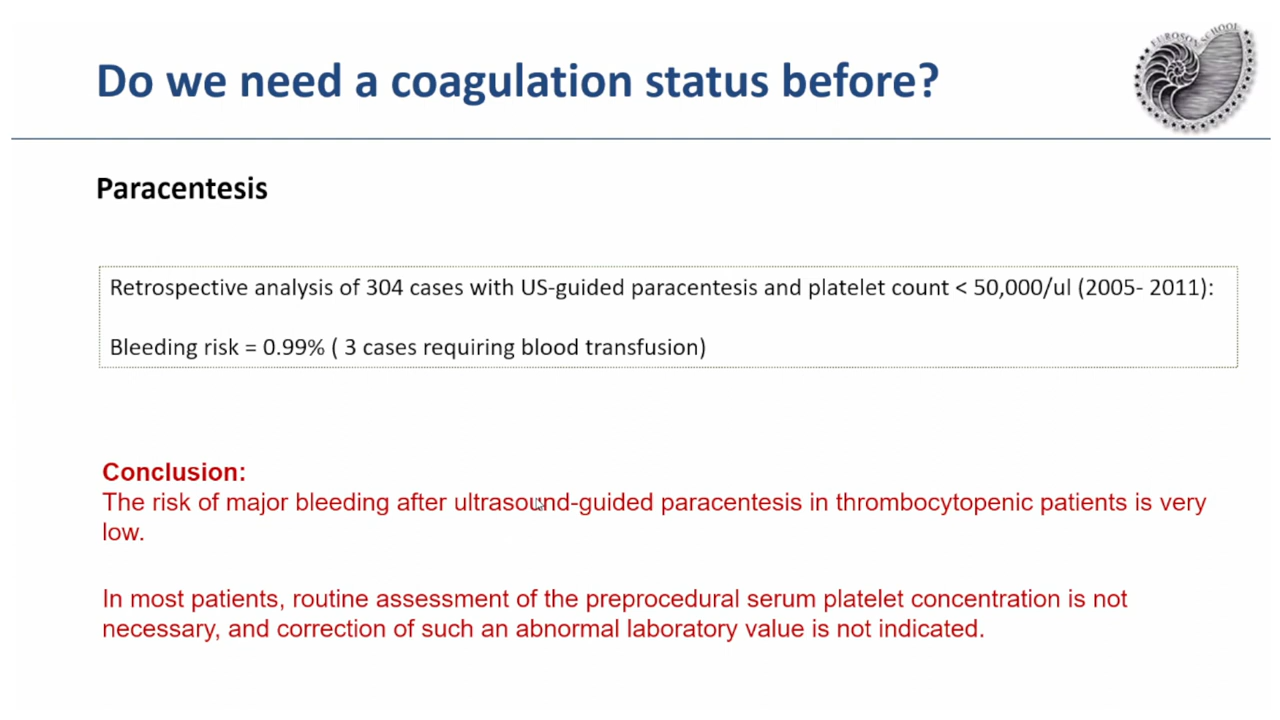 EUROSON SCHOOL
Do we need a coagulation status before?
Paracentesis
Retrospective analysis of 304 cases with US-guided paracentesis and platelet count < 50,000/ul (2005- 2011):
Bleeding risk = 0.99% ( 3 cases requiring blood transfusion)
Conclusion:
The risk of major bleeding after ultrasound-guided paracentesis in thrombocytopenic patients is very
low.
In most patients, routine assessment of the preprocedural serum platelet concentration is not
necessary, and correction of such an abnormal laboratory value is not indicated.